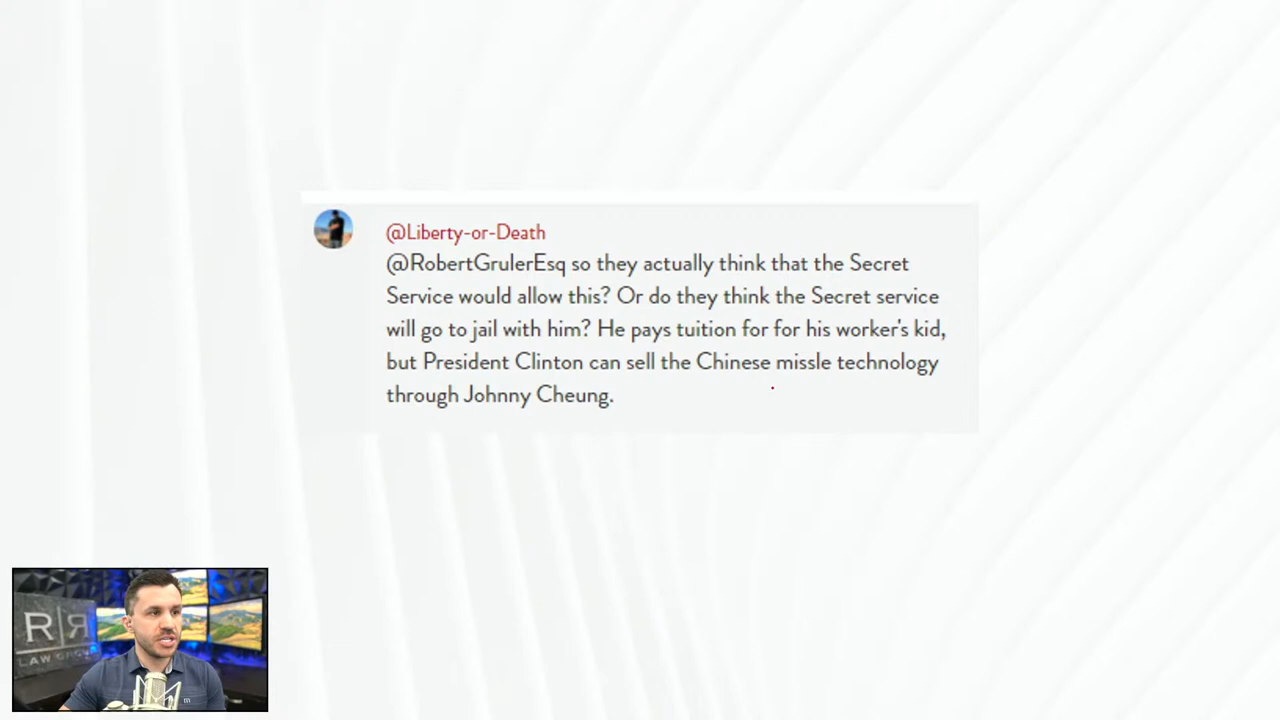 @Liberty-or-Death
@RobertGrulerEsq so they actually think that the Secret
Service would allow this? Or do they think the Secret service
will go to jail with him? He pays tuition for for his worker's kid,
but President Clinton can sell the Chinese missle technology
through Johnny Cheung.
R|R
LAW GROUP